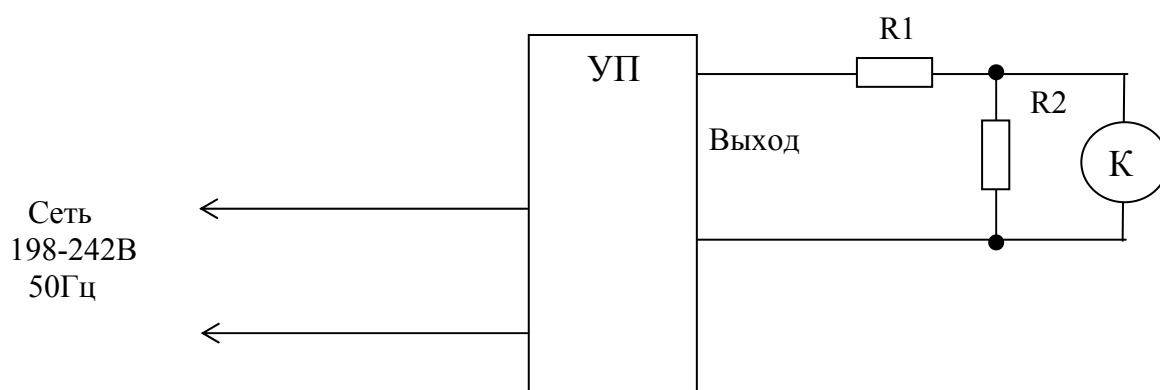 R1
УП
R2
Выход
К
Сеть
198-242В
50Гц